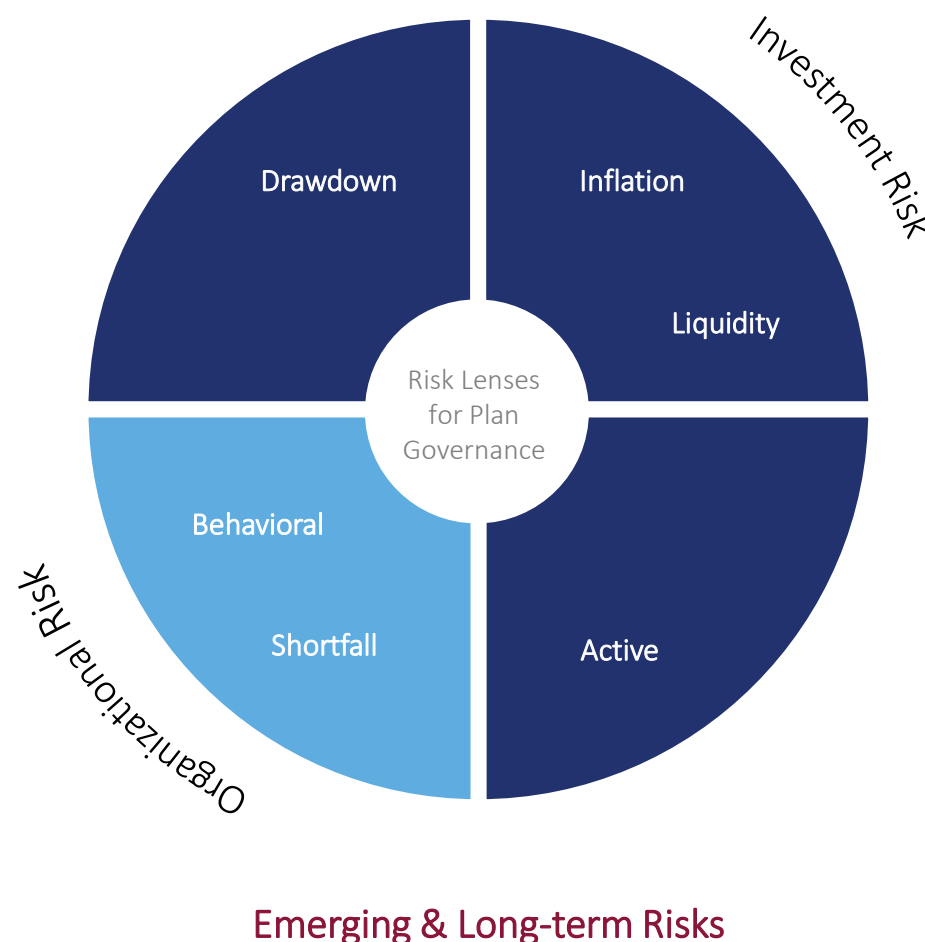 Investment Risk
Drawdown
Inflation
Liquidity
Risk Lenses
for Plan
Governance
Behavioral
Shortfall
Active
Organizational Risk
Emerging & Long-term Risks